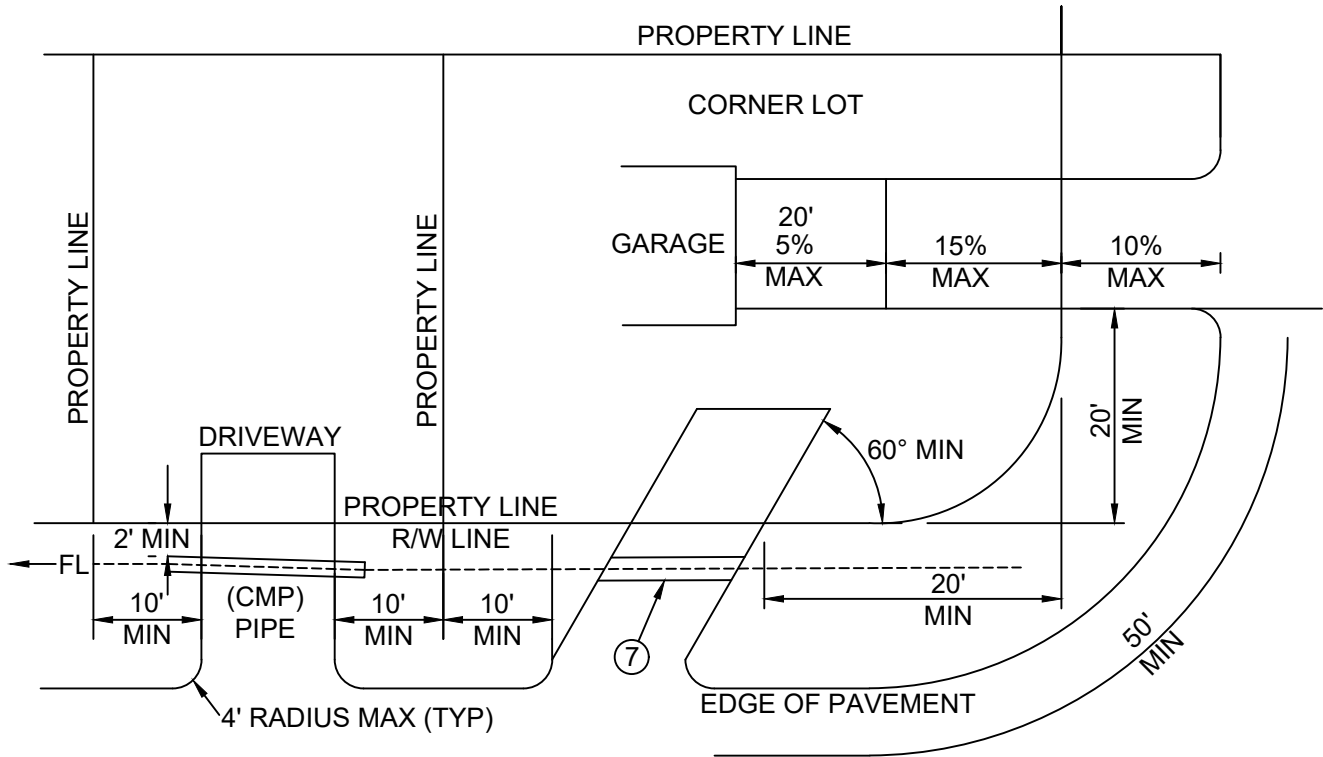 PROPERTY LINE
CORNER LOT
PROPERTY LINE
PROPERTY LINE
GARAGE
20'
5%
MAX
15%
MAX
10%
MAX
20'
MIN
DRIVEWAY
60° MIN
PROPERTY LINE
R/W LINE
2' MIN
FL
10'
MIN
(CMP)
PIPE
10'
MIN
10'
MIN
20'
MIN
7
50'
MIN
EDGE OF PAVEMENT
4' RADIUS MAX (TYP)